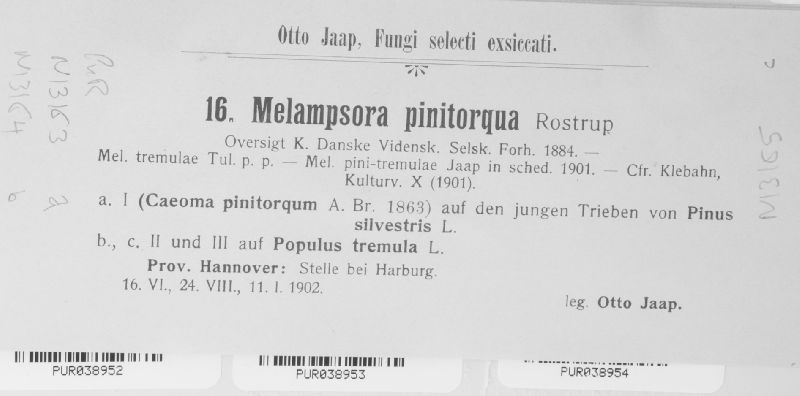 Otto Jaap, Fungi selecti exsiccati.
16. Melampsora pinitorqua Rostrup
Oversigt K. Danske Vidensk. Selsk. Forh. 1884. —
Mel. tremulae Tul. p. p. — Mel. pini-tremulae Jaap in sched. 1901. — Cfr. Klebahn,
Kulturv. X (1901).
a. I (Caeoma pinitorqum A. Br. 1863) auf den jungen Trieben von Pinus
silvestris L.
b., c. II und III auf Populus tremula L.
Prov. Hannover: Stelle bei Harburg.
16. VI., 24. VIII., 11. I. 1902.
leg. Otto Jaap.
PUR
N3163 a
N3164 b
N3165
PUR038952
PUR038953
PUR038954